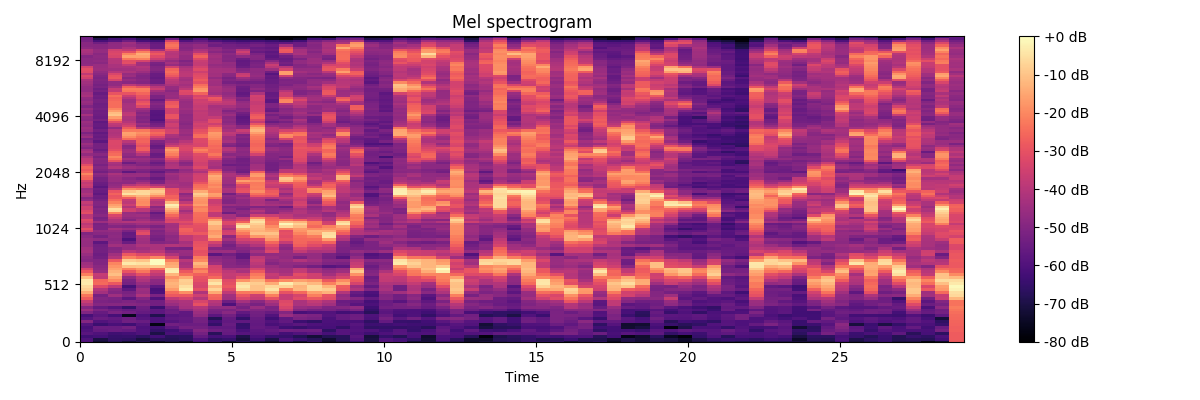 Mel spectrogram
8192
4096
2048
1024
512
0
Hz
0 5 10 15 20 25
Time
+0 dB
-10 dB
-20 dB
-30 dB
-40 dB
-50 dB
-60 dB
-70 dB
-80 dB